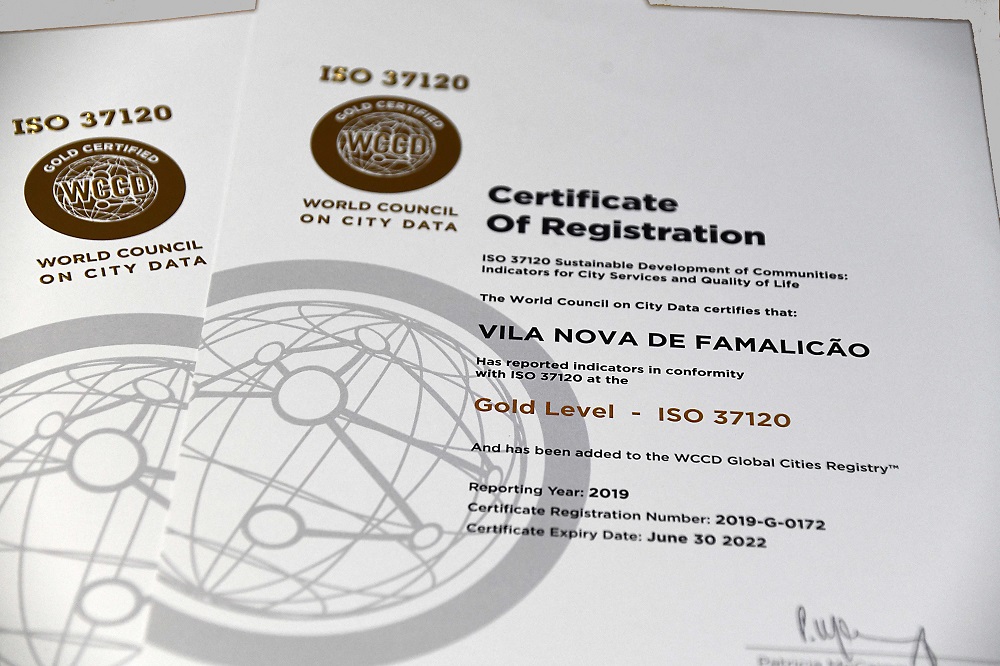 ISO 37120
GOLD CERTIFIED
WCCD
WORLD COUNCIL
ON CITY DATA
ISO 37120
GOLD CERTIFIED
WCCD
WORLD COUNCIL
ON CITY DATA
Certificate
Of Registration
ISO 37120 Sustainable Development of Communities:
Indicators for City Services and Quality of Life
The World Council on City Data certifies that:
VILA NOVA DE FAMALICÃO
Has reported indicators in conformity
with ISO 37120 at the
Gold Level - ISO 37120
And has been added to the WCCD Global Cities Registry™
Reporting Year: 2019
Certificate Registration Number: 2019-G-0172
Certificate Expiry Date: June 30 2022